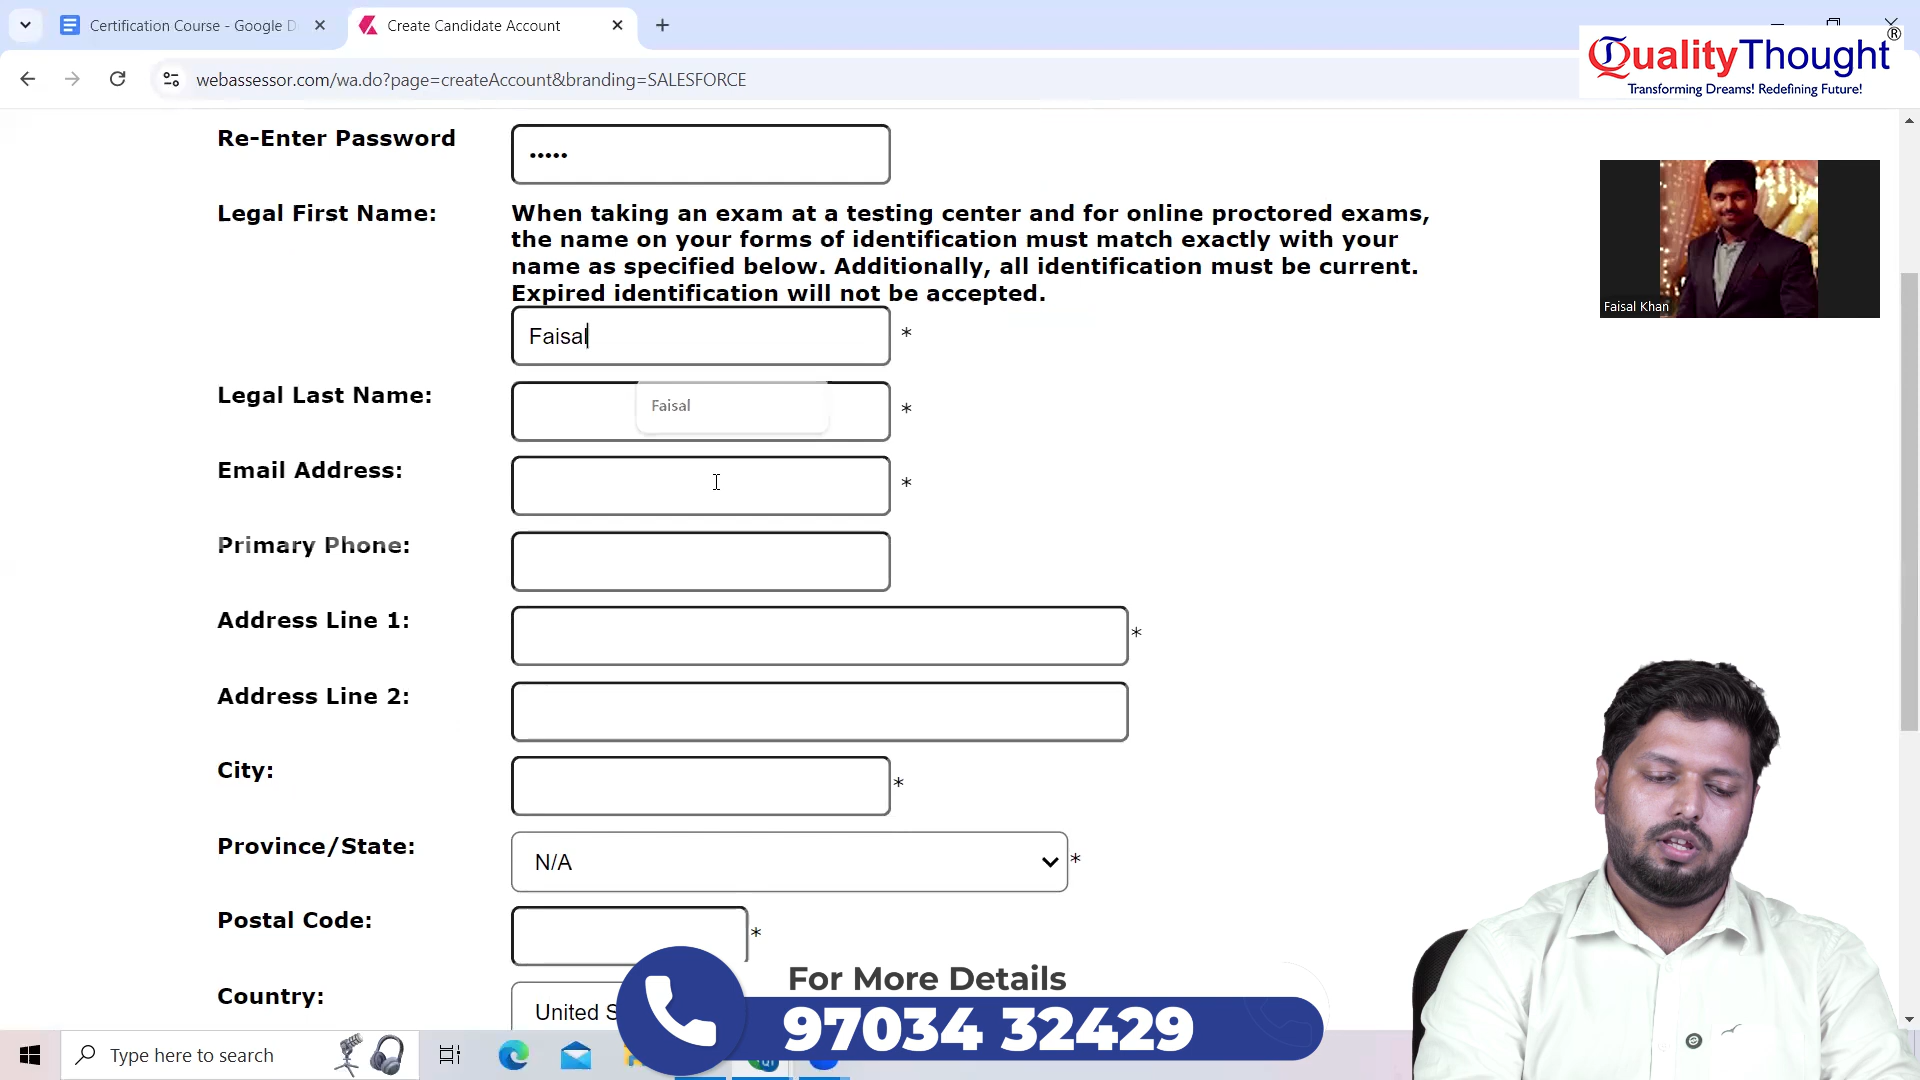 Certification Course - Google D
Create Candidate Account
webassessor.com/wa.do?page=createAccount&branding=SALESFORCE
QualityThought®
Transforming Dreams! Redefining Future!
Re-Enter Password
•••••
Legal First Name:
When taking an exam at a testing center and for online proctored exams,
the name on your forms of identification must match exactly with your
name as specified below. Additionally, all identification must be current.
Expired identification will not be accepted.
Faisal
*
Faisal Khan
Legal Last Name:
Faisal
*
Email Address:
*
Primary Phone:
Address Line 1:
*
Address Line 2:
City:
*
Province/State:
N/A
*
Postal Code:
*
Country:
United S
For More Details
97034 32429
Type here to search